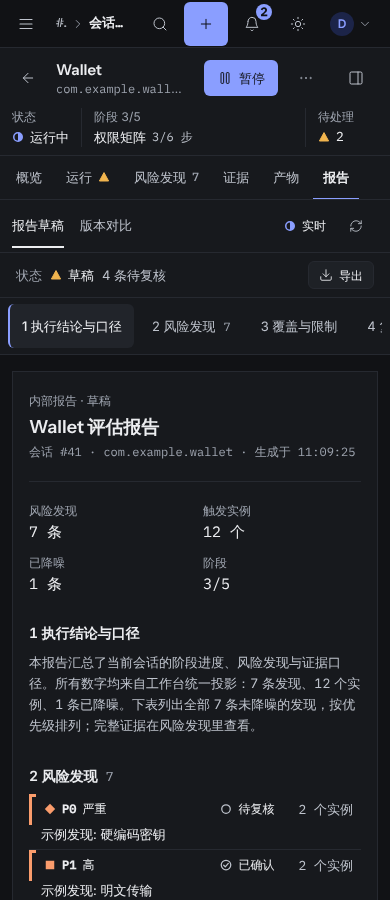 #. 会话…
2
D
Wallet
com.example.wall...
暂停
状态
运行中
阶段 3/5
权限矩阵 3/6 步
待处理
2
概览 运行 风险发现 7 证据 产物 报告
报告草稿 版本对比 实时
状态 草稿 4 条待复核 导出
1 执行结论与口径 2 风险发现 7 3 覆盖与限制 4
内部报告 · 草稿
Wallet 评估报告
会话 #41 · com.example.wallet · 生成于 11:09:25
风险发现 触发实例
7 条 12 个
已降噪 阶段
1 条 3/5
1 执行结论与口径
本报告汇总了当前会话的阶段进度、风险发现与证据口
径。所有数字均来自工作台统一投影：7 条发现、12 个实
例、1 条已降噪。下表列出全部 7 条未降噪的发现，按优
先级排列；完整证据在风险发现里查看。
2 风险发现 7
P0 严重 待复核 2 个实例
示例发现: 硬编码密钥
P1 高 已确认 2 个实例
示例发现: 明文传输